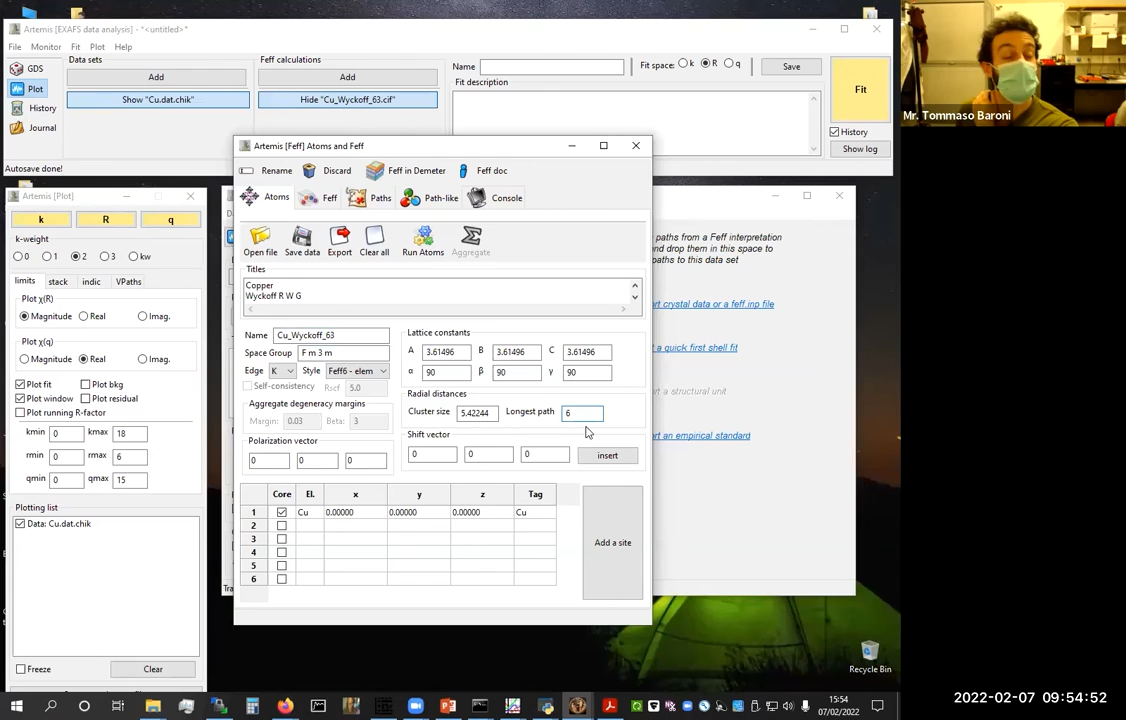 Artemis [EXAFS data analysis] - *<untitled>*
File Monitor Fit Plot Help
GDS
Plot
History
Journal
Data sets
Add
Show "Cu.dat.chik"
Feff calculations
Add
Hide "Cu_Wyckoff_63.cif"
Name
Fit space: k R q
Save
Fit description
Fit
History
Show log
Autosave done!
Mr. Tommaso Baroni
Artemis [Plot]
k R q
k-weight
0 1 2 3 kw
limits stack indic VPaths
Plot χ(R)
Magnitude Real Imag.
Plot χ(q)
Magnitude Real Imag.
Plot fit Plot bkg
Plot window Plot residual
Plot running R-factor
kmin 0 kmax 18
rmin 0 rmax 6
qmin 0 qmax 15
Plotting list
Data: Cu.dat.chik
Freeze Clear
Artemis [Feff] Atoms and Feff
Rename Discard Feff in Demeter Feff doc
Atoms Feff Paths Path-like Console
Open file Save data Export Clear all Run Atoms Aggregate
Titles
Copper
Wyckoff R W G
Name Cu_Wyckoff_63
Space Group F m 3 m
Edge K Style Feff6 - elem
Self-consistency Rscf 5.0
Aggregate degeneracy margins
Margin: 0.03 Beta: 3
Polarization vector
0 0 0
Lattice constants
A 3.61496 B 3.61496 C 3.61496
α 90 β 90 γ 90
Radial distances
Cluster size 5.42244 Longest path 6
Shift vector
0 0 0 insert
Core El. x y z Tag
1 Cu 0.00000 0.00000 0.00000 Cu
2
3
4
5
6
Add a site
paths from a Feff interpretation
and drop them in this space to
paths to this data set
rt crystal data or a feff.inp file
t a quick first shell fit
rt a structural unit
rt an empirical standard
Recycle Bin
15:54
07/02/2022
2022-02-07 09:54:52